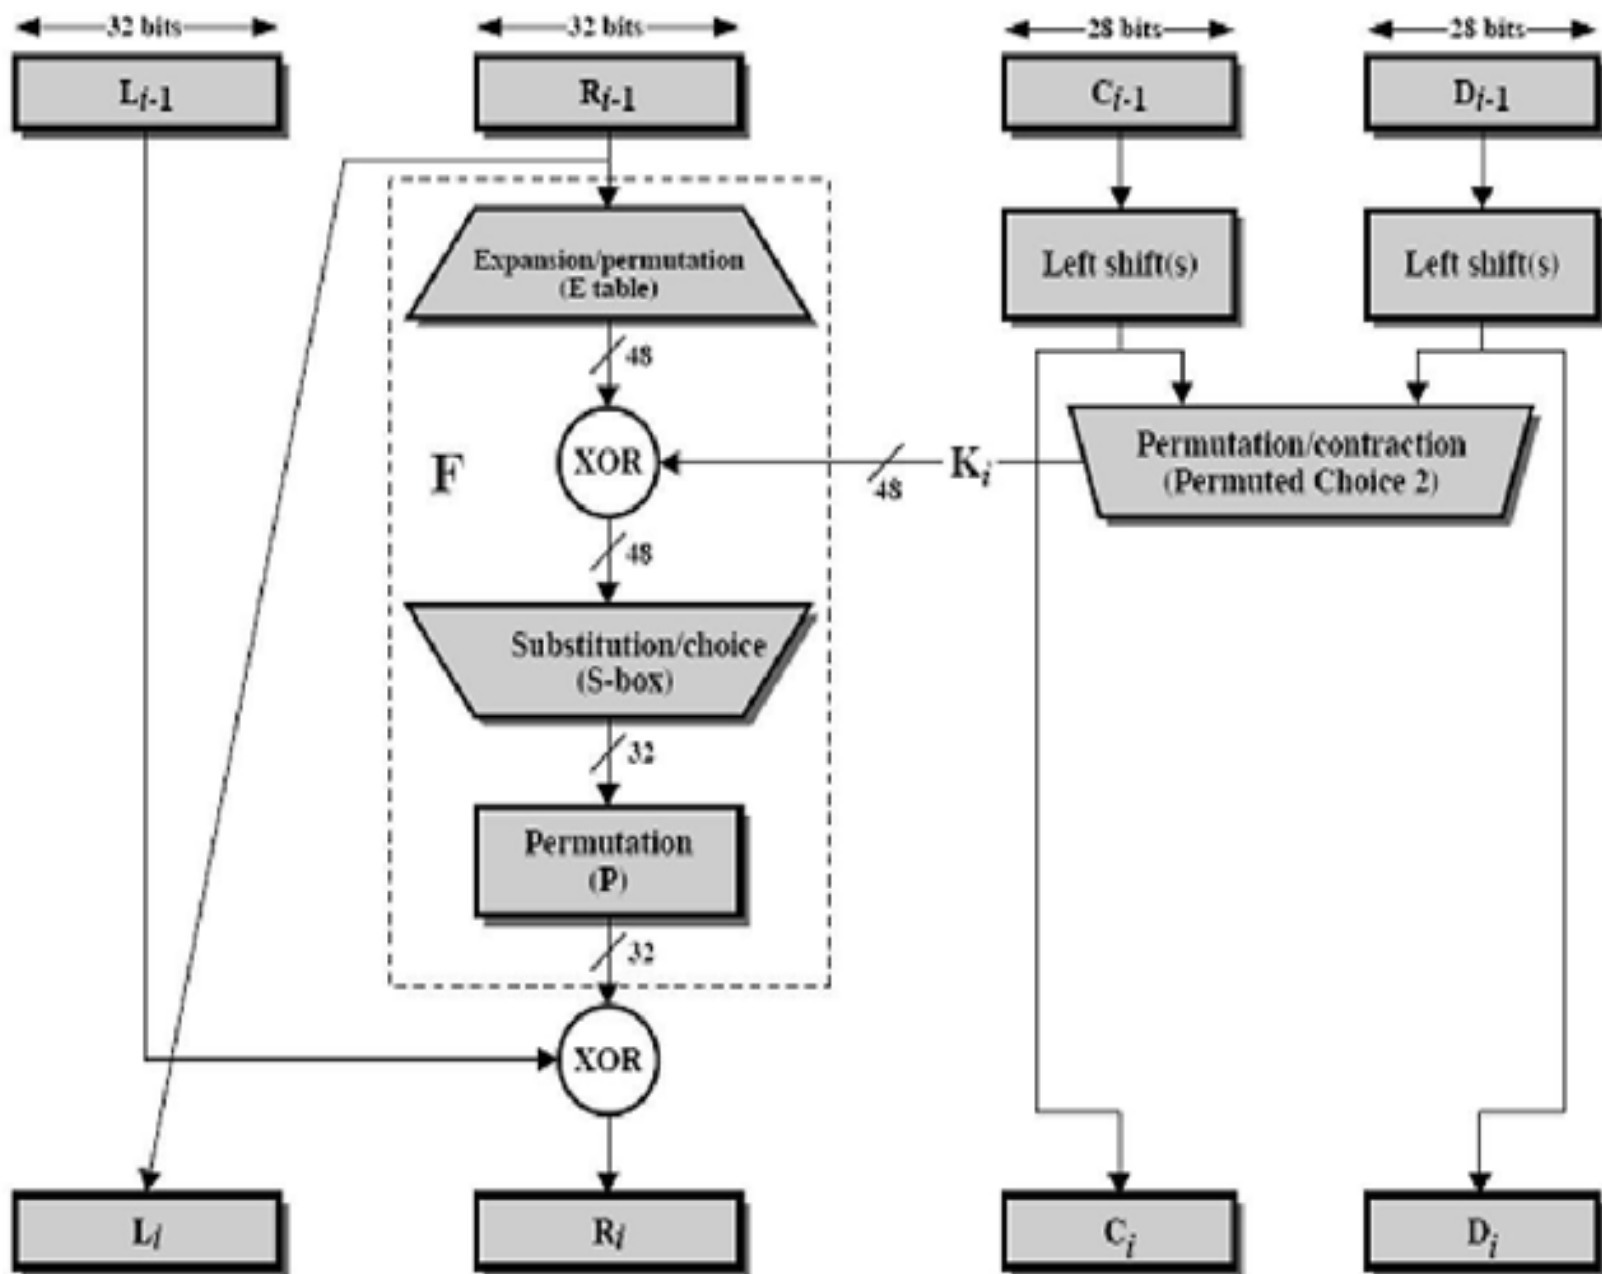 32 bits
32 bits
28 bits
28 bits
Li-1
Ri-1
Ci-1
Di-1
Expansion/permutation
(E table)
Left shift(s)
Left shift(s)
48
F
XOR
48
Ki
Permutation/contraction
(Permuted Choice 2)
48
Substitution/choice
(S-box)
32
Permutation
(P)
32
XOR
Li
Ri
Ci
Di